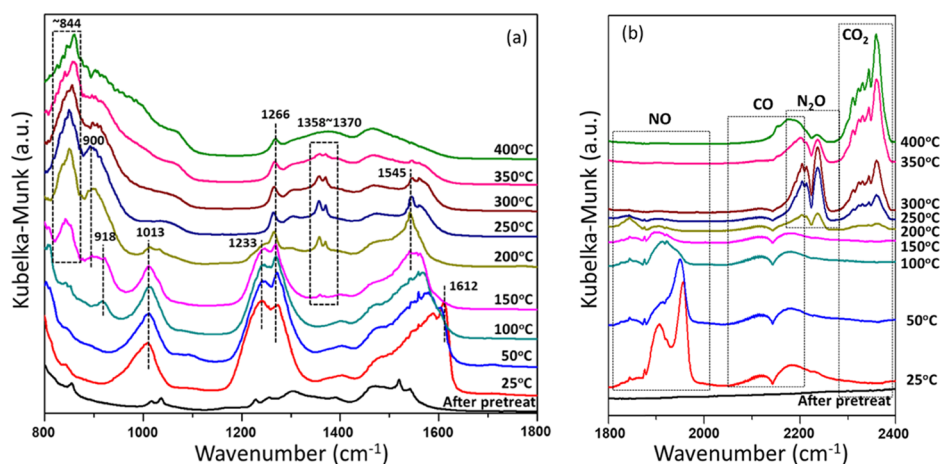 ~844
(a)
1266
1358~1370
400°C
900
350°C
1545
300°C
250°C
918
1013
1233
200°C
1612
150°C
100°C
50°C
25°C
After pretreat
Kubelka-Munk (a.u.)
800 1000 1200 1400 1600 1800
Wavenumber (cm⁻¹)
(b)
CO₂
N₂O
CO
NO
400°C
350°C
300°C
250°C
200°C
150°C
100°C
50°C
25°C
After pretreat
Kubelka-Munk (a.u.)
1800 2000 2200 2400
Wavenumber (cm⁻¹)